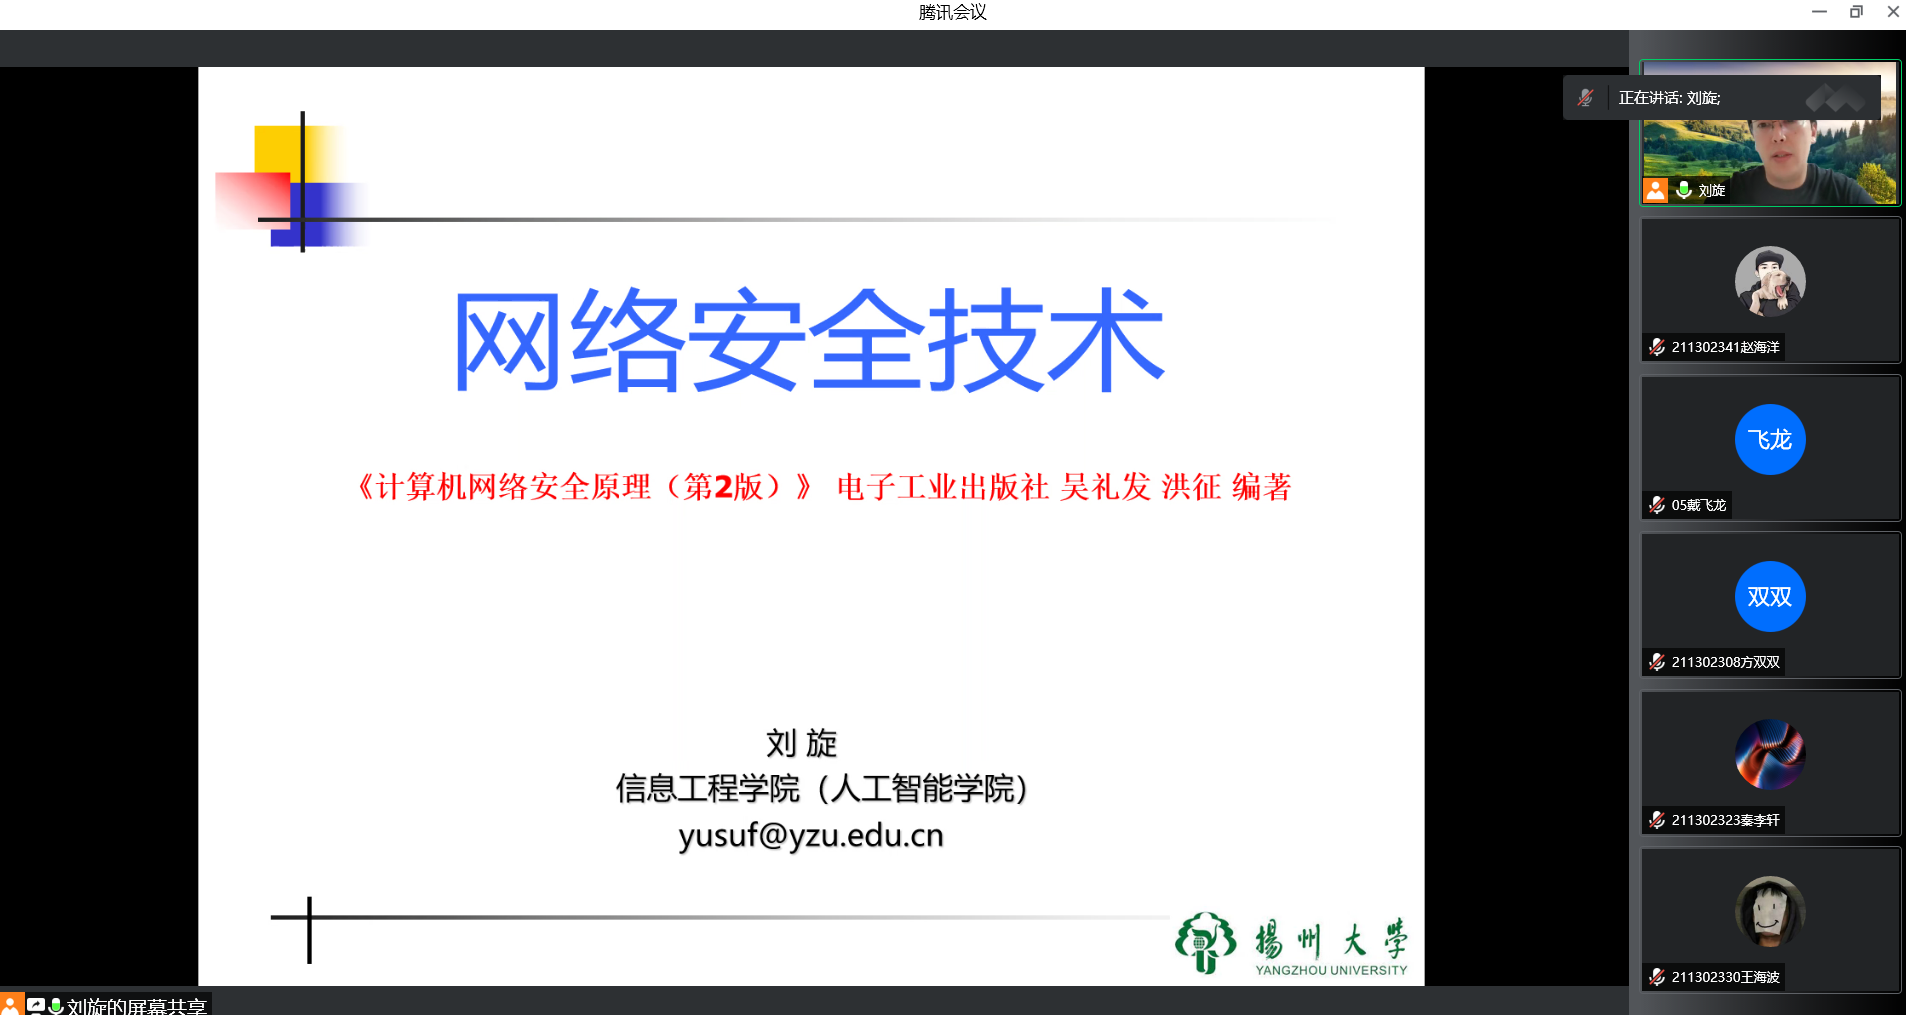 腾讯会议
正在讲话: 刘旋;
刘旋
网络安全技术
《计算机网络安全原理（第2版）》 电子工业出版社 吴礼发 洪征 编著
刘 旋
信息工程学院（人工智能学院）
yusuf@yzu.edu.cn
揚州大学
YANGZHOU UNIVERSITY
211302341赵海洋
飞龙
05戴飞龙
双双
211302308方双双
211302323秦李轩
211302330王海波
刘旋的屏幕共享